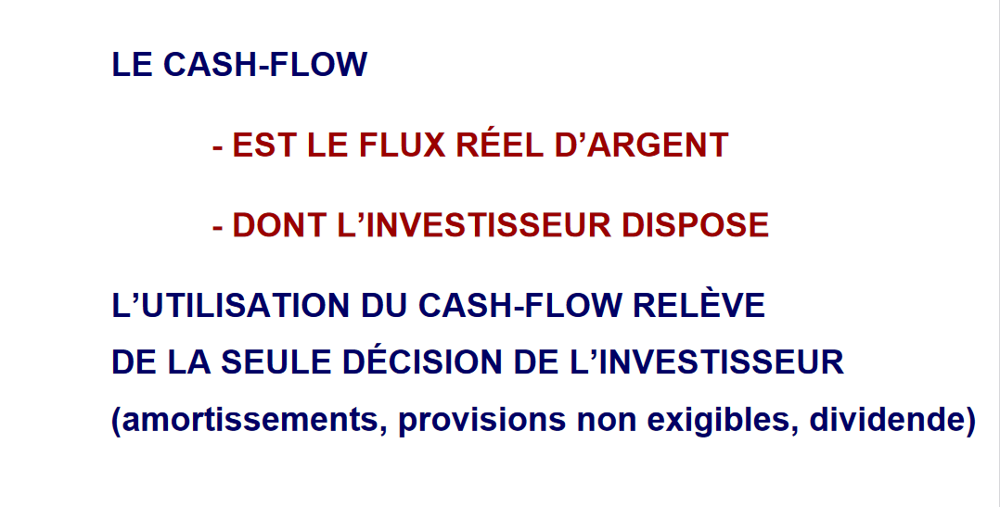 LE CASH-FLOW
- EST LE FLUX RÉEL D’ARGENT
- DONT L’INVESTISSEUR DISPOSE
L’UTILISATION DU CASH-FLOW RELÈVE
DE LA SEULE DÉCISION DE L’INVESTISSEUR
(amortissements, provisions non exigibles, dividende)